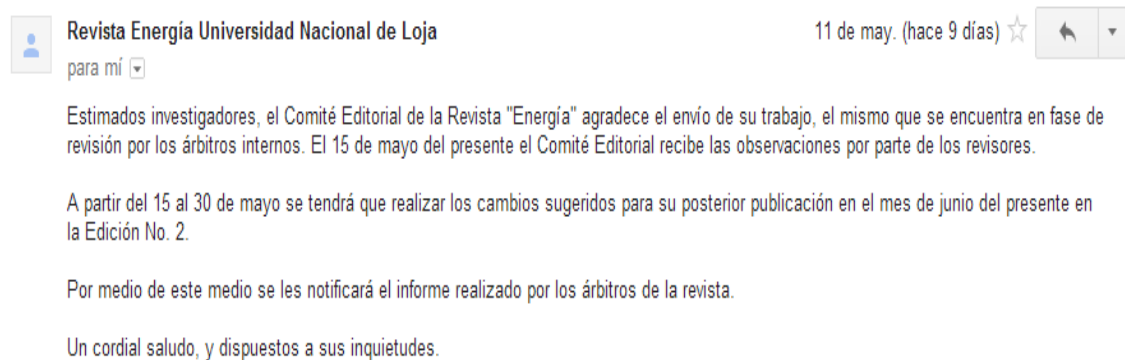 Revista Energía Universidad Nacional de Loja
11 de may. (hace 9 días)
para mí
Estimados investigadores, el Comité Editorial de la Revista "Energía" agradece el envío de su trabajo, el mismo que se encuentra en fase de
revisión por los árbitros internos. El 15 de mayo del presente el Comité Editorial recibe las observaciones por parte de los revisores.
A partir del 15 al 30 de mayo se tendrá que realizar los cambios sugeridos para su posterior publicación en el mes de junio del presente en
la Edición No. 2.
Por medio de este medio se les notificará el informe realizado por los árbitros de la revista.
Un cordial saludo, y dispuestos a sus inquietudes.